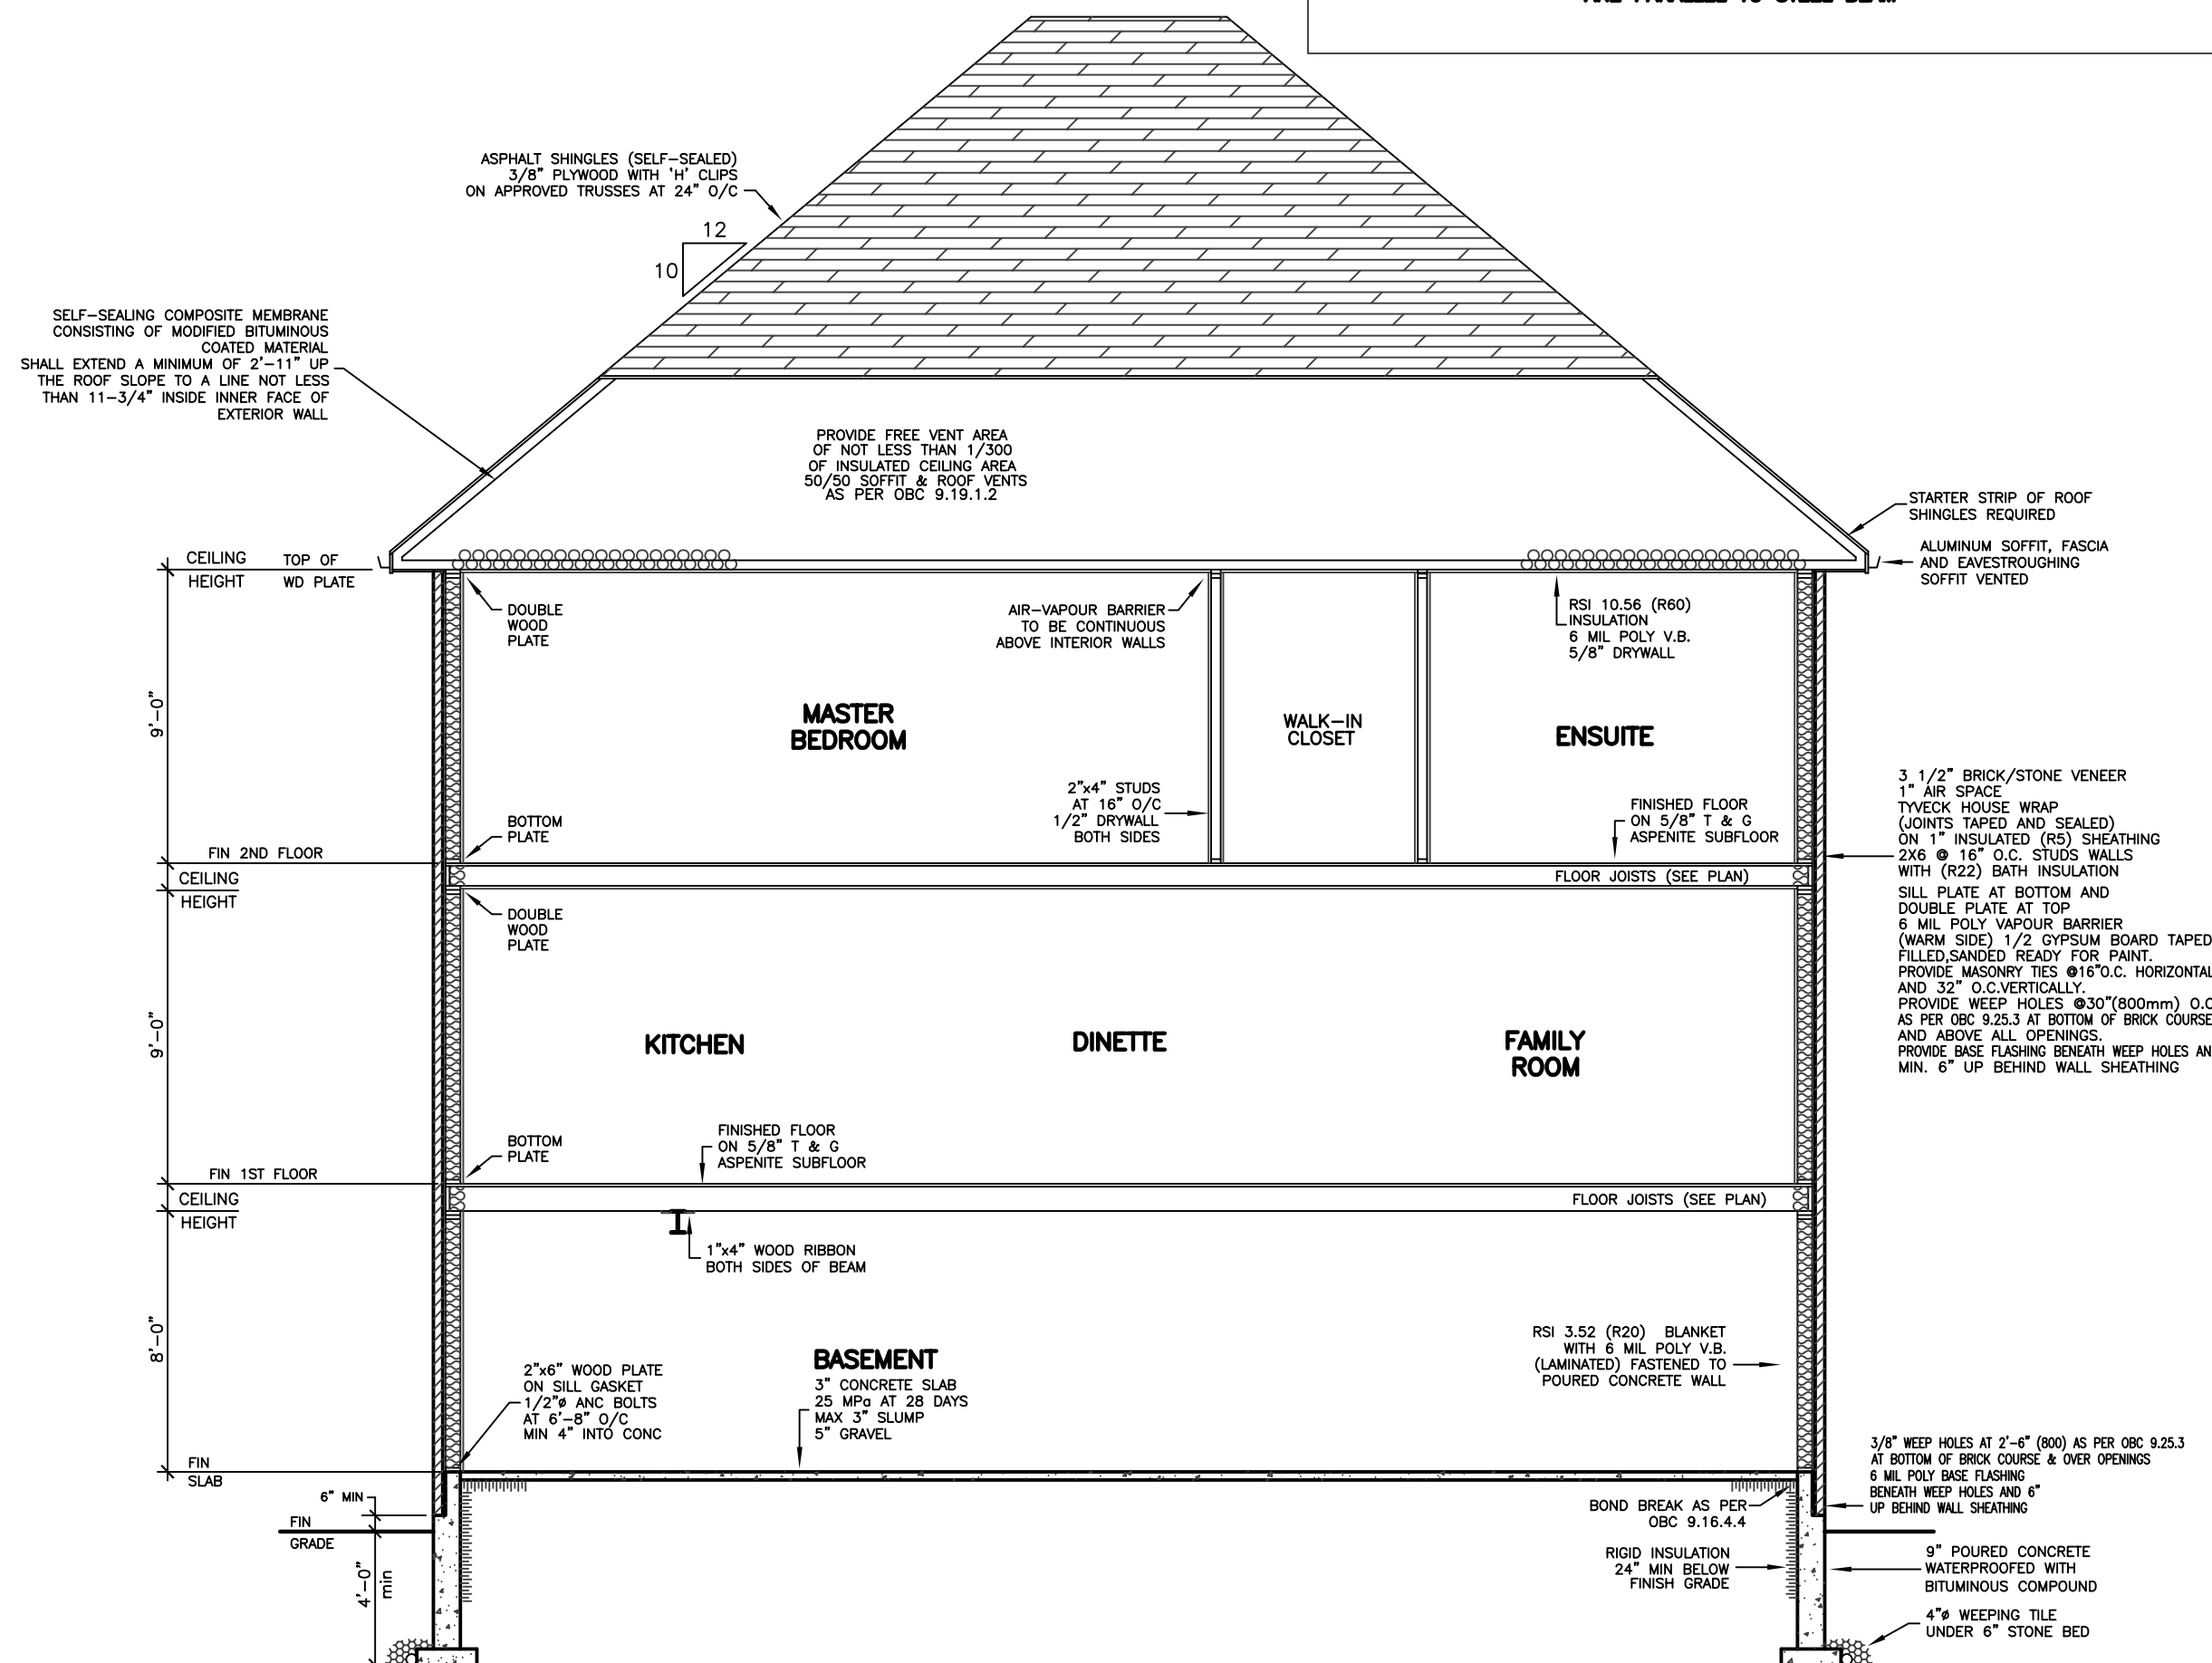 ASPHALT SHINGLES (SELF-SEALED)
3/8" PLYWOOD WITH 'H' CLIPS
ON APPROVED TRUSSES AT 24" O/C
12
10
SELF-SEALING COMPOSITE MEMBRANE
CONSISTING OF MODIFIED BITUMINOUS
COATED MATERIAL
SHALL EXTEND A MINIMUM OF 2'-11" UP
THE ROOF SLOPE TO A LINE NOT LESS
THAN 11-3/4" INSIDE INNER FACE OF
EXTERIOR WALL
PROVIDE FREE VENT AREA
OF NOT LESS THAN 1/300
OF INSULATED CEILING AREA
50/50 SOFFIT & ROOF VENTS
AS PER OBC 9.19.1.2
STARTER STRIP OF ROOF
SHINGLES REQUIRED
ALUMINUM SOFFIT, FASCIA
AND EAVESTROUGHING
SOFFIT VENTED
CEILING
HEIGHT
TOP OF
WD PLATE
DOUBLE
WOOD
PLATE
AIR-VAPOUR BARRIER
TO BE CONTINUOUS
ABOVE INTERIOR WALLS
RSI 10.56 (R60)
INSULATION
6 MIL POLY V.B.
5/8" DRYWALL
9'-0"
MASTER
BEDROOM
WALK-IN
CLOSET
ENSUITE
2"x4" STUDS
AT 16" O/C
1/2" DRYWALL
BOTH SIDES
BOTTOM
PLATE
FINISHED FLOOR
ON 5/8" T & G
ASPENITE SUBFLOOR
3 1/2" BRICK/STONE VENEER
1" AIR SPACE
TYVECK HOUSE WRAP
(JOINTS TAPED AND SEALED)
ON 1" INSULATED (R5) SHEATHING
2X6 @ 16" O.C. STUDS WALLS
WITH (R22) BATH INSULATION
SILL PLATE AT BOTTOM AND
DOUBLE PLATE AT TOP
6 MIL POLY VAPOUR BARRIER
(WARM SIDE) 1/2 GYPSUM BOARD TAPED
FILLED,SANDED READY FOR PAINT.
PROVIDE MASONRY TIES @16"O.C. HORIZONTAL
AND 32" O.C.VERTICALLY.
PROVIDE WEEP HOLES @30"(800mm) O.C
AS PER OBC 9.25.3 AT BOTTOM OF BRICK COURSE
AND ABOVE ALL OPENINGS.
PROVIDE BASE FLASHING BENEATH WEEP HOLES AN
MIN. 6" UP BEHIND WALL SHEATHING
FIN 2ND FLOOR
CEILING
HEIGHT
FLOOR JOISTS (SEE PLAN)
DOUBLE
WOOD
PLATE
9'-0"
KITCHEN
DINETTE
FAMILY
ROOM
BOTTOM
PLATE
FINISHED FLOOR
ON 5/8" T & G
ASPENITE SUBFLOOR
FIN 1ST FLOOR
CEILING
HEIGHT
FLOOR JOISTS (SEE PLAN)
1"x4" WOOD RIBBON
BOTH SIDES OF BEAM
8'-0"
BASEMENT
3" CONCRETE SLAB
25 MPa AT 28 DAYS
MAX 3" SLUMP
5" GRAVEL
2"x6" WOOD PLATE
ON SILL GASKET
1/2"ø ANC BOLTS
AT 6'-8" O/C
MIN 4" INTO CONC
RSI 3.52 (R20) BLANKET
WITH 6 MIL POLY V.B.
(LAMINATED) FASTENED TO
POURED CONCRETE WALL
3/8" WEEP HOLES AT 2'-6" (800) AS PER OBC 9.25.3
AT BOTTOM OF BRICK COURSE & OVER OPENINGS
6 MIL POLY BASE FLASHING
BENEATH WEEP HOLES AND 6"
UP BEHIND WALL SHEATHING
FIN
SLAB
6" MIN
FIN
GRADE
4'-0"
min
BOND BREAK AS PER
OBC 9.16.4.4
RIGID INSULATION
24" MIN BELOW
FINISH GRADE
9" POURED CONCRETE
WATERPROOFED WITH
BITUMINOUS COMPOUND
4"ø WEEPING TILE
UNDER 6" STONE BED